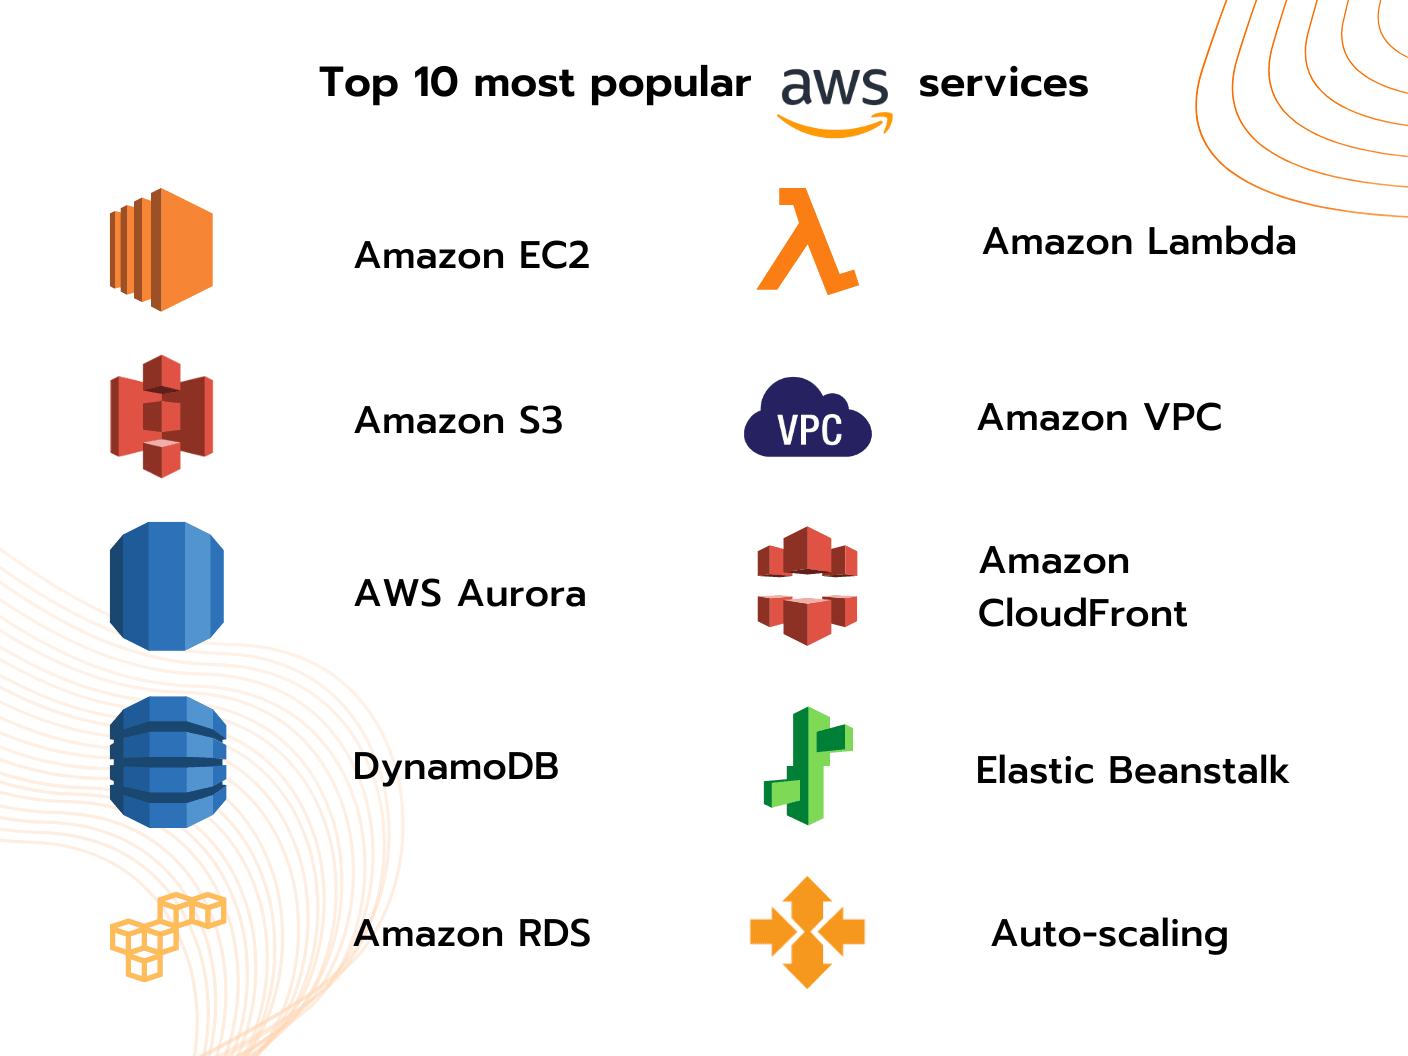 Top 10 most popular aws services
Amazon EC2
Amazon Lambda
Amazon S3
VPC
Amazon VPC
AWS Aurora
Amazon
CloudFront
DynamoDB
Elastic Beanstalk
Amazon RDS
Auto-scaling